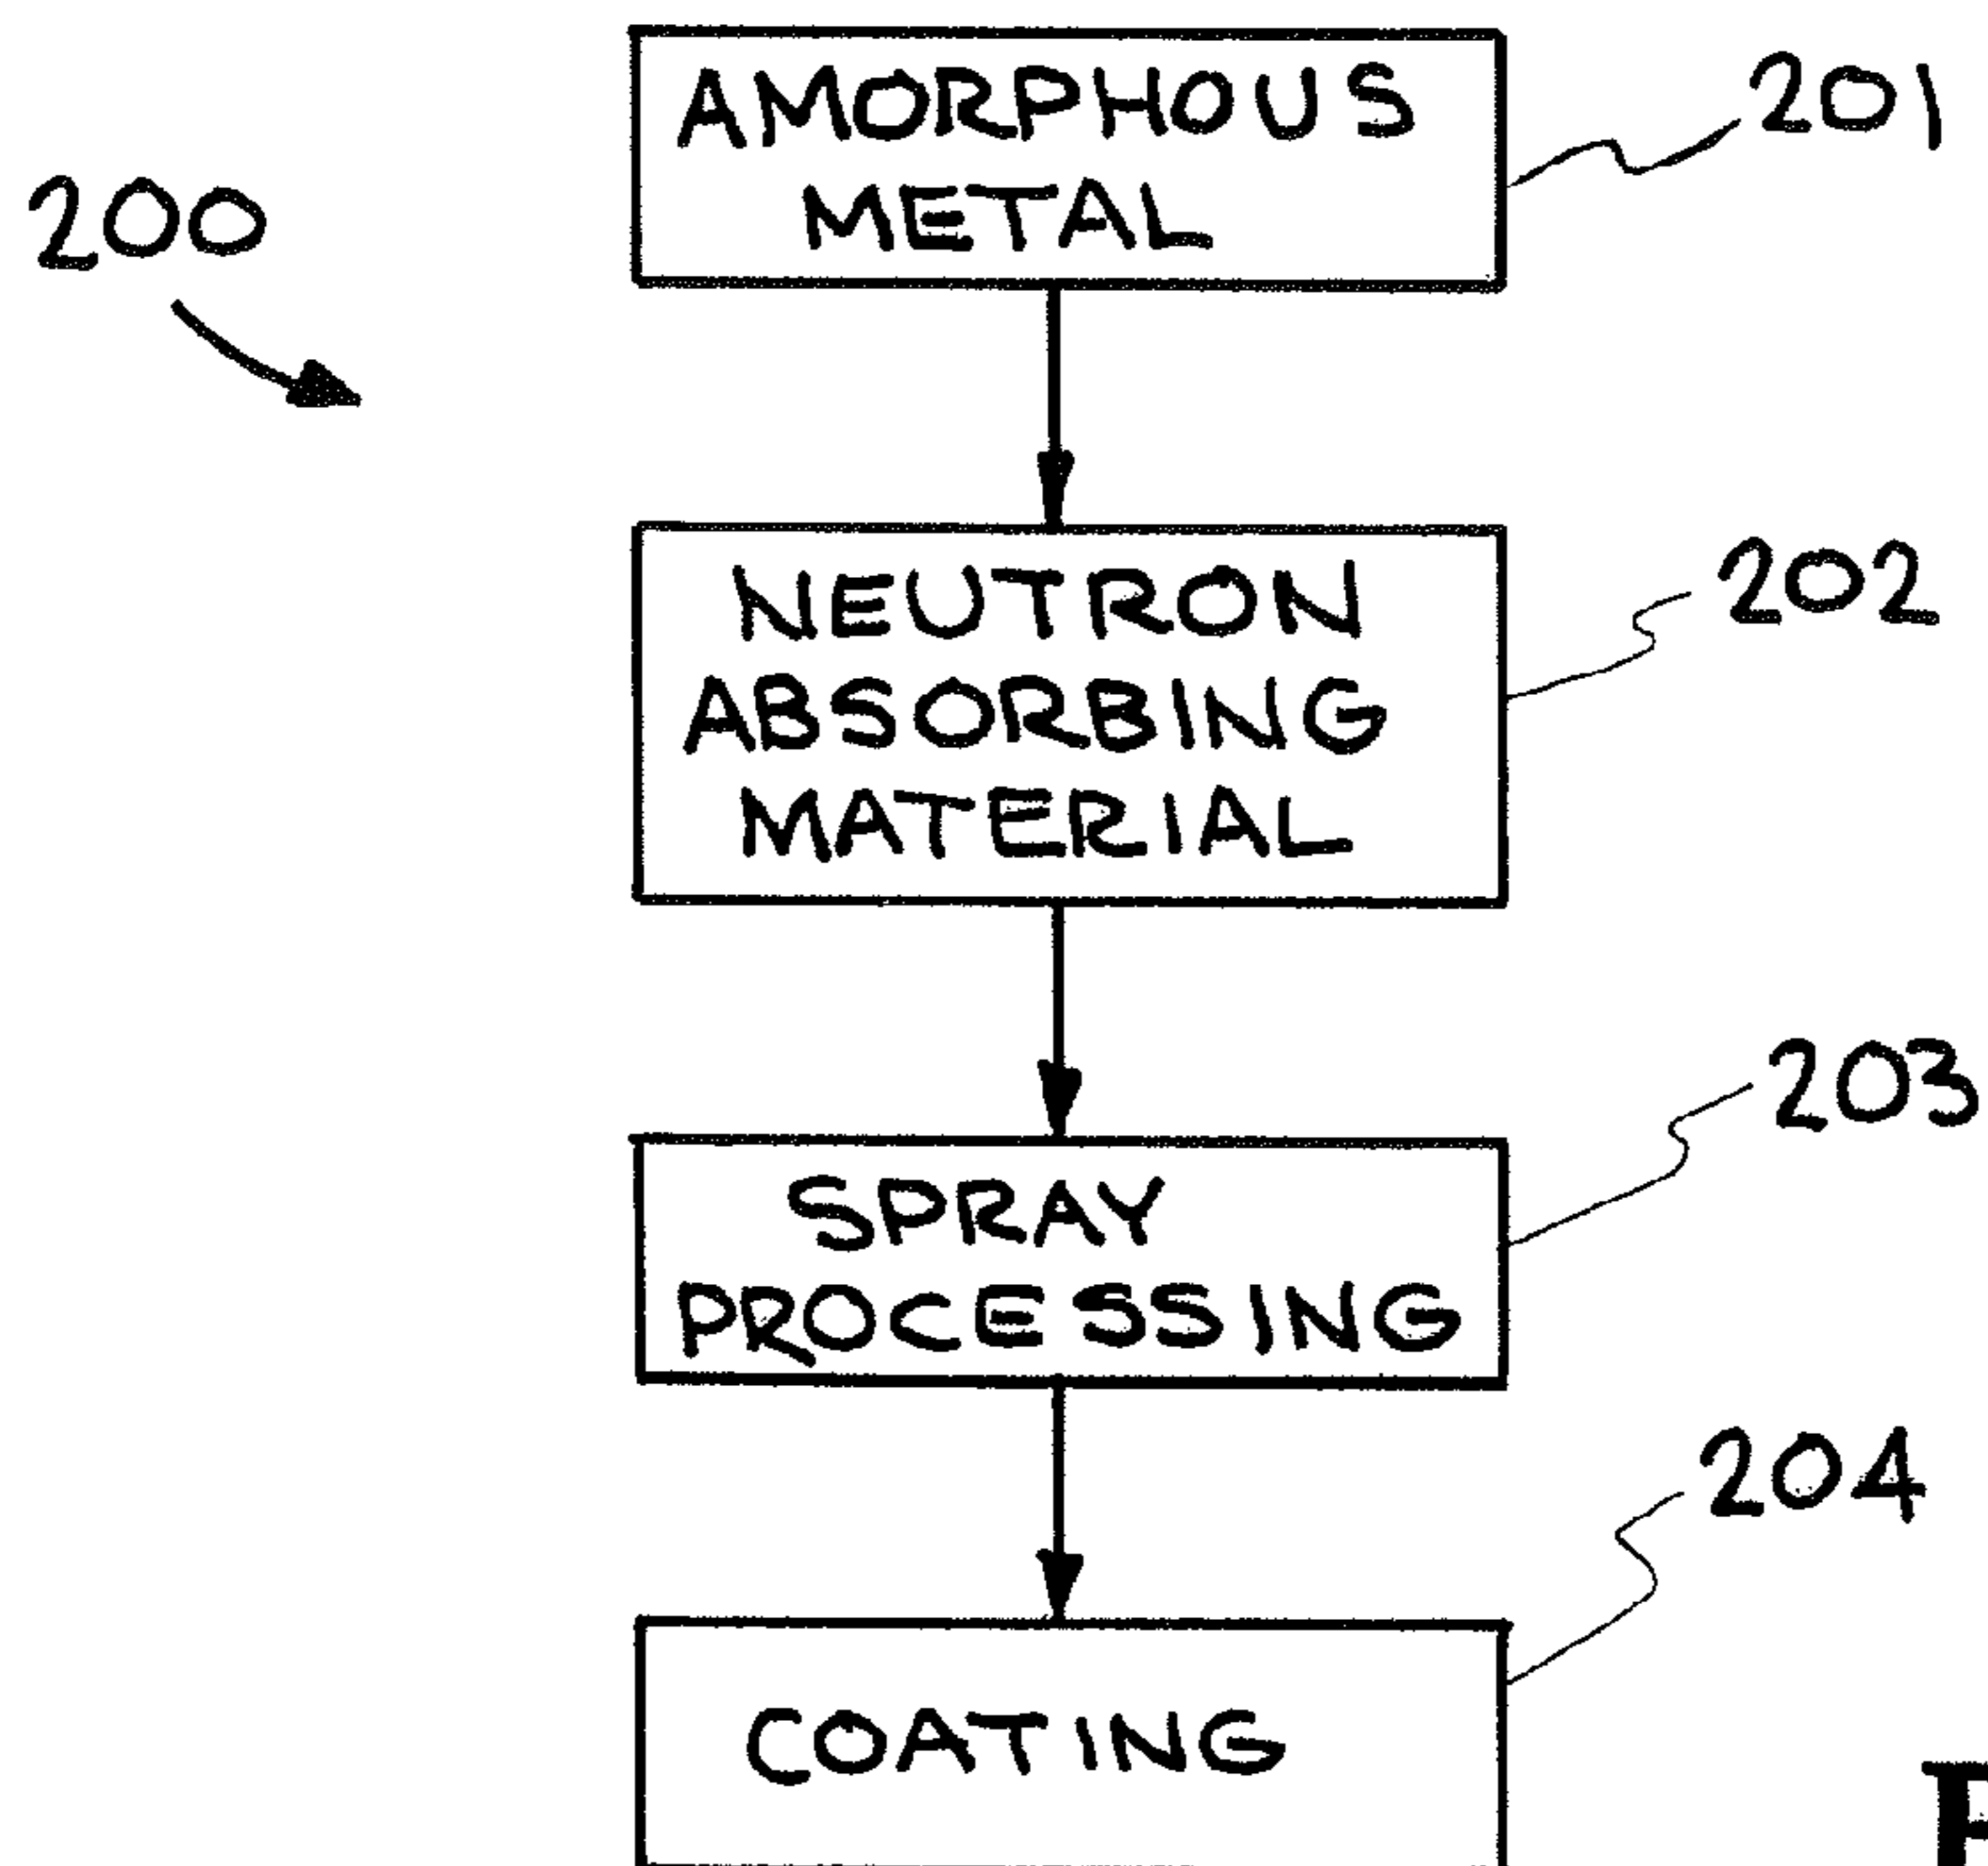 AMORPHOUS
METAL
201
200
NEUTRON
ABSORBING
MATERIAL
202
203
SPRAY
PROCESSING
204
COATING